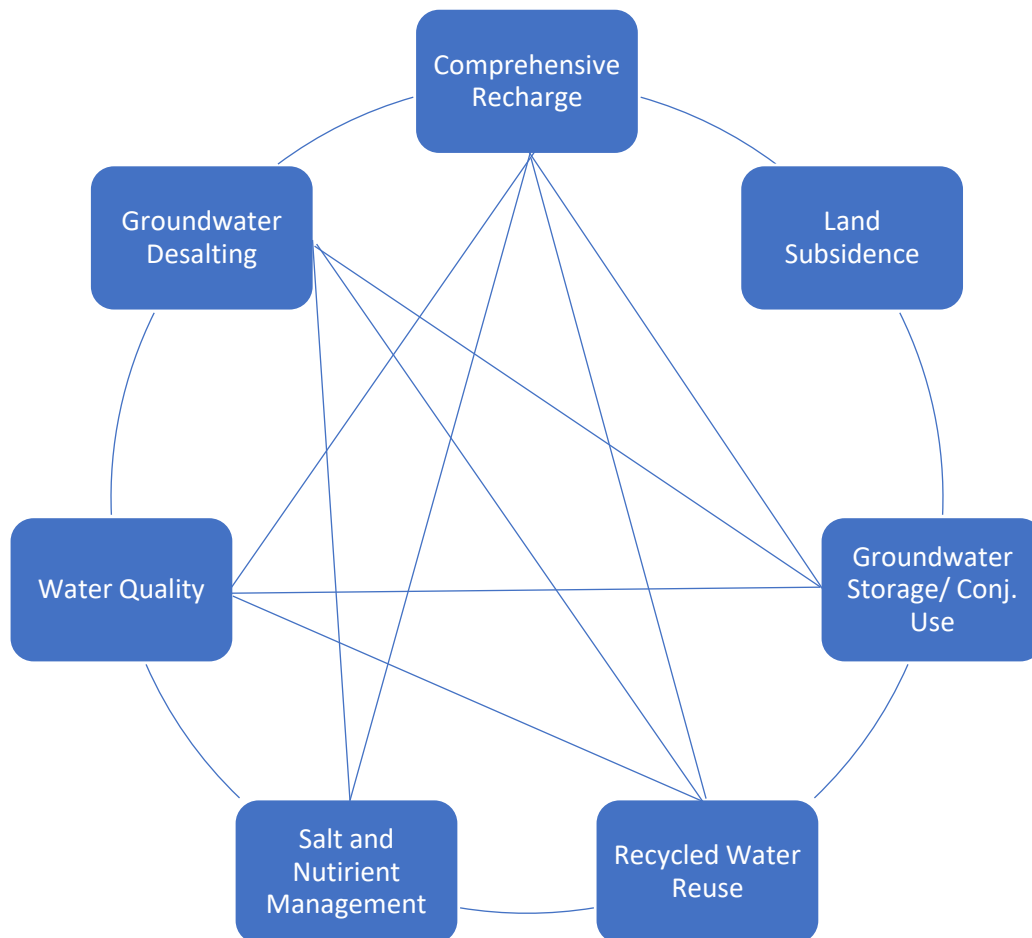 Comprehensive
Recharge
Groundwater
Desalting
Land
Subsidence
Water Quality
Groundwater
Storage/ Conj.
Use
Salt and
Nutirient
Management
Recycled Water
Reuse